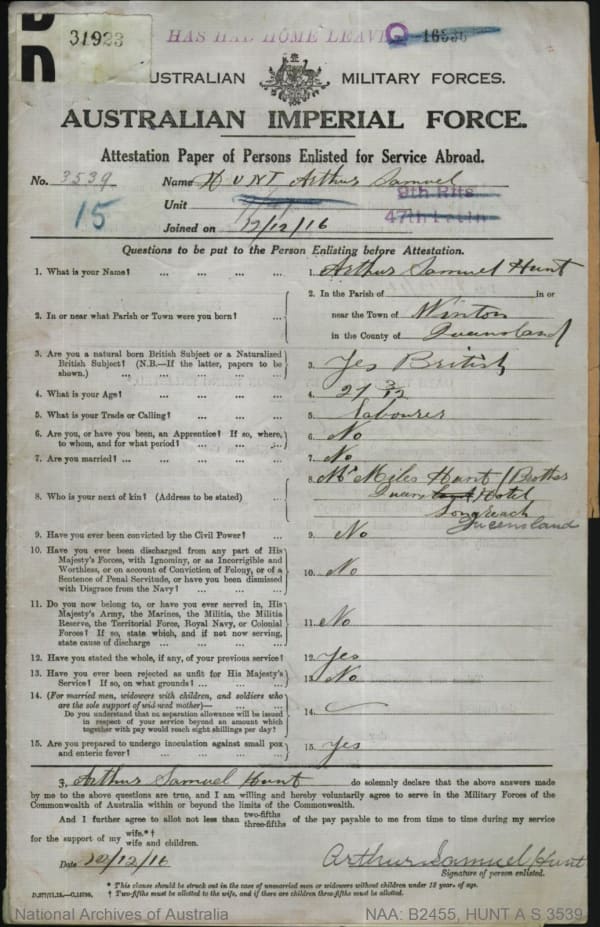 31923
HAS HAD HOME LEAVE Q
AUSTRALIAN MILITARY FORCES.
AUSTRALIAN IMPERIAL FORCE.
Attestation Paper of Persons Enlisted for Service Abroad.
No. 3539 Name HUNT Arthur Samuel
15 Unit 9th Rfts 47th
Joined on 12/12/16
Questions to be put to the Person Enlisting before Attestation.
1. What is your Name? ... ... ... ... 1. Arthur Samuel Hunt
2. In or near what Parish or Town were you born? ... 2. In the Parish of in or
near the Town of Winton
in the County of Queensland
3. Are you a natural born British Subject or a Naturalized
British Subject? (N.B.—If the latter, papers to be
shown.) ... ... ... ... ... 3. Yes British
4. What is your Age? ... ... ... ... 4. 27 3/12
5. What is your Trade or Calling? ... ... ... 5. Labourer
6. Are you, or have you been, an Apprentice? If so, where,
to whom, and for what period? ... ... ... 6. No
7. Are you married? ... ... ... ... ... 7. No
8. Who is your next of kin? (Address to be stated) ... 8. Mr Miles Hunt (Brother
Hotel
Longreach
Queensland
9. Have you ever been convicted by the Civil Power? ... 9. No
10. Have you ever been discharged from any part of His
Majesty's Forces, with Ignominy, or as Incorrigible and
Worthless, or on account of Conviction of Felony, or of a
Sentence of Penal Servitude, or have you been dismissed
with Disgrace from the Navy? ... ... ... 10. No
11. Do you now belong to, or have you ever served in, His
Majesty's Army, the Marines, the Militia, the Militia
Reserve, the Territorial Force, Royal Navy, or Colonial
Forces? If so, state which, and if not now serving,
state cause of discharge ... ... ... ... 11. No
12. Have you stated the whole, if any, of your previous service? 12. Yes
13. Have you ever been rejected as unfit for His Majesty's
Service? If so, on what grounds? ... ... ... 13. No
14. (For married men, widowers with children, and soldiers who
are the sole support of widowed mother)— ... ...
Do you understand that no separation allowance will be issued
in respect of your service beyond an amount which
together with pay would reach eight shillings per day? 14.
15. Are you prepared to undergo inoculation against small pox
and enteric fever? ... ... ... ... 15. Yes
I, Arthur Samuel Hunt do solemnly declare that the above answers made
by me to the above questions are true, and I am willing and hereby voluntarily agree to serve in the Military Forces of the
Commonwealth of Australia within or beyond the limits of the Commonwealth.
And I further agree to allot not less than two-fifths three-fifths of the pay payable to me from time to time during my service
for the support of my wife.*† wife and children.
Date 20/12/16 Arthur Samuel Hunt
Signature of person enlisted.
* This clause should be struck out in the case of unmarried men or widowers without children under 18 years of age.
† Two-fifths must be allotted to the wife, and if there are children three-fifths must be allotted.
National Archives of Australia NAA: B2455, HUNT A S 3539